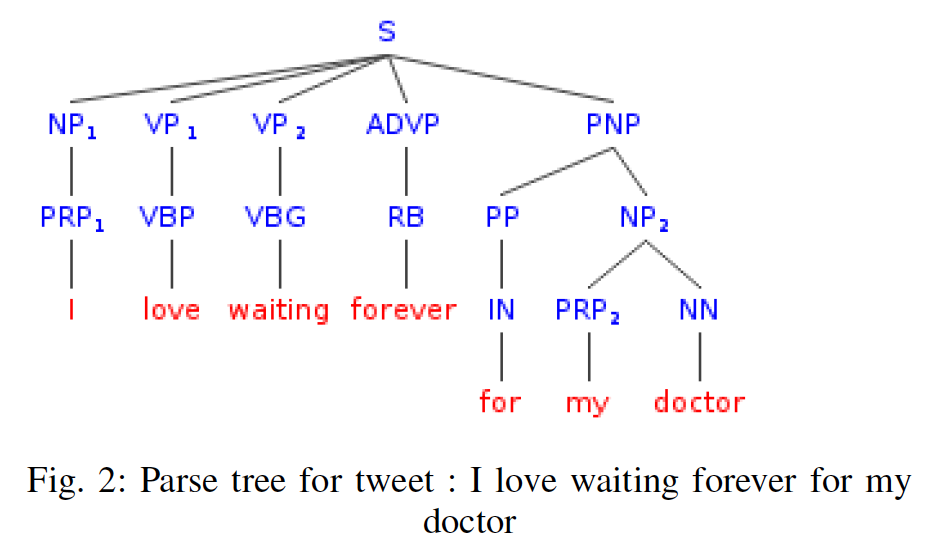 S
NP₁ VP₁ VP₂ ADVP PNP
PRP₁ VBP VBG RB PP NP₂
I love waiting forever IN PRP₂ NN
for my doctor
Fig. 2: Parse tree for tweet : I love waiting forever for my
doctor